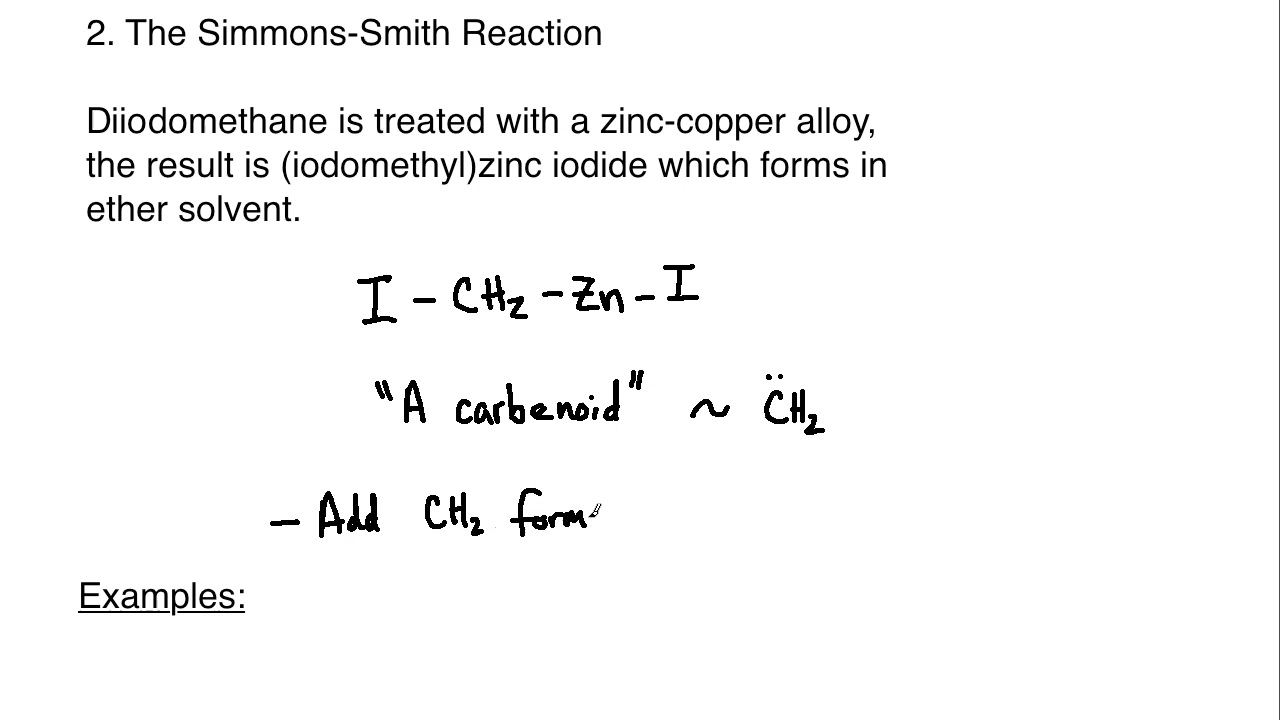 2. The Simmons-Smith Reaction
Diiodomethane is treated with a zinc-copper alloy,
the result is (iodomethyl)zinc iodide which forms in
ether solvent.
I - CH₂ - Zn - I
"A carbenoid" ~ C̈H₂
- Add CH₂ form
Examples: